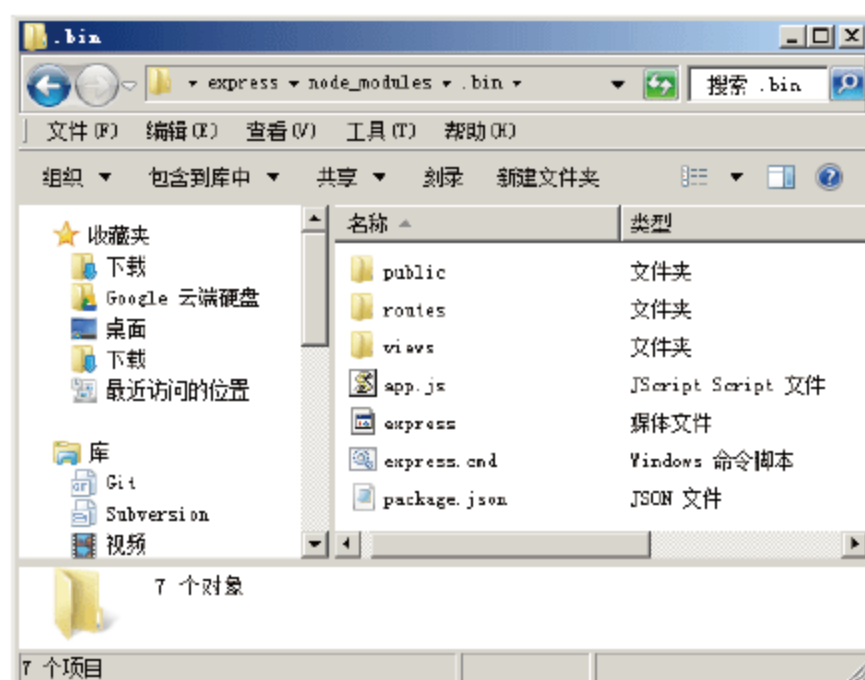 .bin
express node_modules .bin 搜索 .bin
文件(F) 编辑(E) 查看(V) 工具(T) 帮助(H)
组织 包含到库中 共享 刻录 新建文件夹
名称 类型
收藏夹
下载
Google 云端硬盘
桌面
下载
最近访问的位置
库
Git
Subversion
视频
public 文件夹
routes 文件夹
views 文件夹
app.js JScript Script 文件
express 媒体文件
express.cmd Windows 命令脚本
package.json JSON 文件
7 个对象
7 个项目